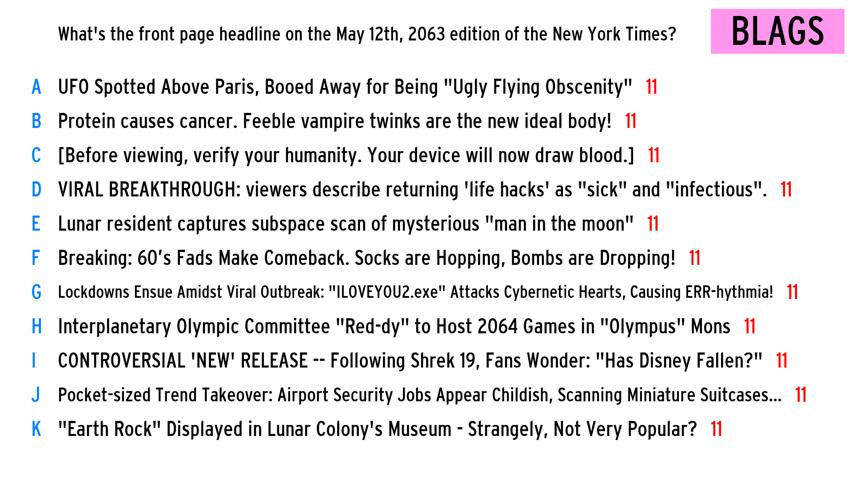 What's the front page headline on the May 12th, 2063 edition of the New York Times?
BLAGS
A UFO Spotted Above Paris, Booed Away for Being "Ugly Flying Obscenity" 11
B Protein causes cancer. Feeble vampire twinks are the new ideal body! 11
C [Before viewing, verify your humanity. Your device will now draw blood.] 11
D VIRAL BREAKTHROUGH: viewers describe returning 'life hacks' as "sick" and "infectious". 11
E Lunar resident captures subspace scan of mysterious "man in the moon" 11
F Breaking: 60's Fads Make Comeback. Socks are Hopping, Bombs are Dropping! 11
G Lockdowns Ensue Amidst Viral Outbreak: "ILOVEYOU2.exe" Attacks Cybernetic Hearts, Causing ERR-hythmia! 11
H Interplanetary Olympic Committee "Red-dy" to Host 2064 Games in "Olympus" Mons 11
I CONTROVERSIAL 'NEW' RELEASE -- Following Shrek 19, Fans Wonder: "Has Disney Fallen?" 11
J Pocket-sized Trend Takeover: Airport Security Jobs Appear Childish, Scanning Miniature Suitcases... 11
K "Earth Rock" Displayed in Lunar Colony's Museum - Strangely, Not Very Popular? 11